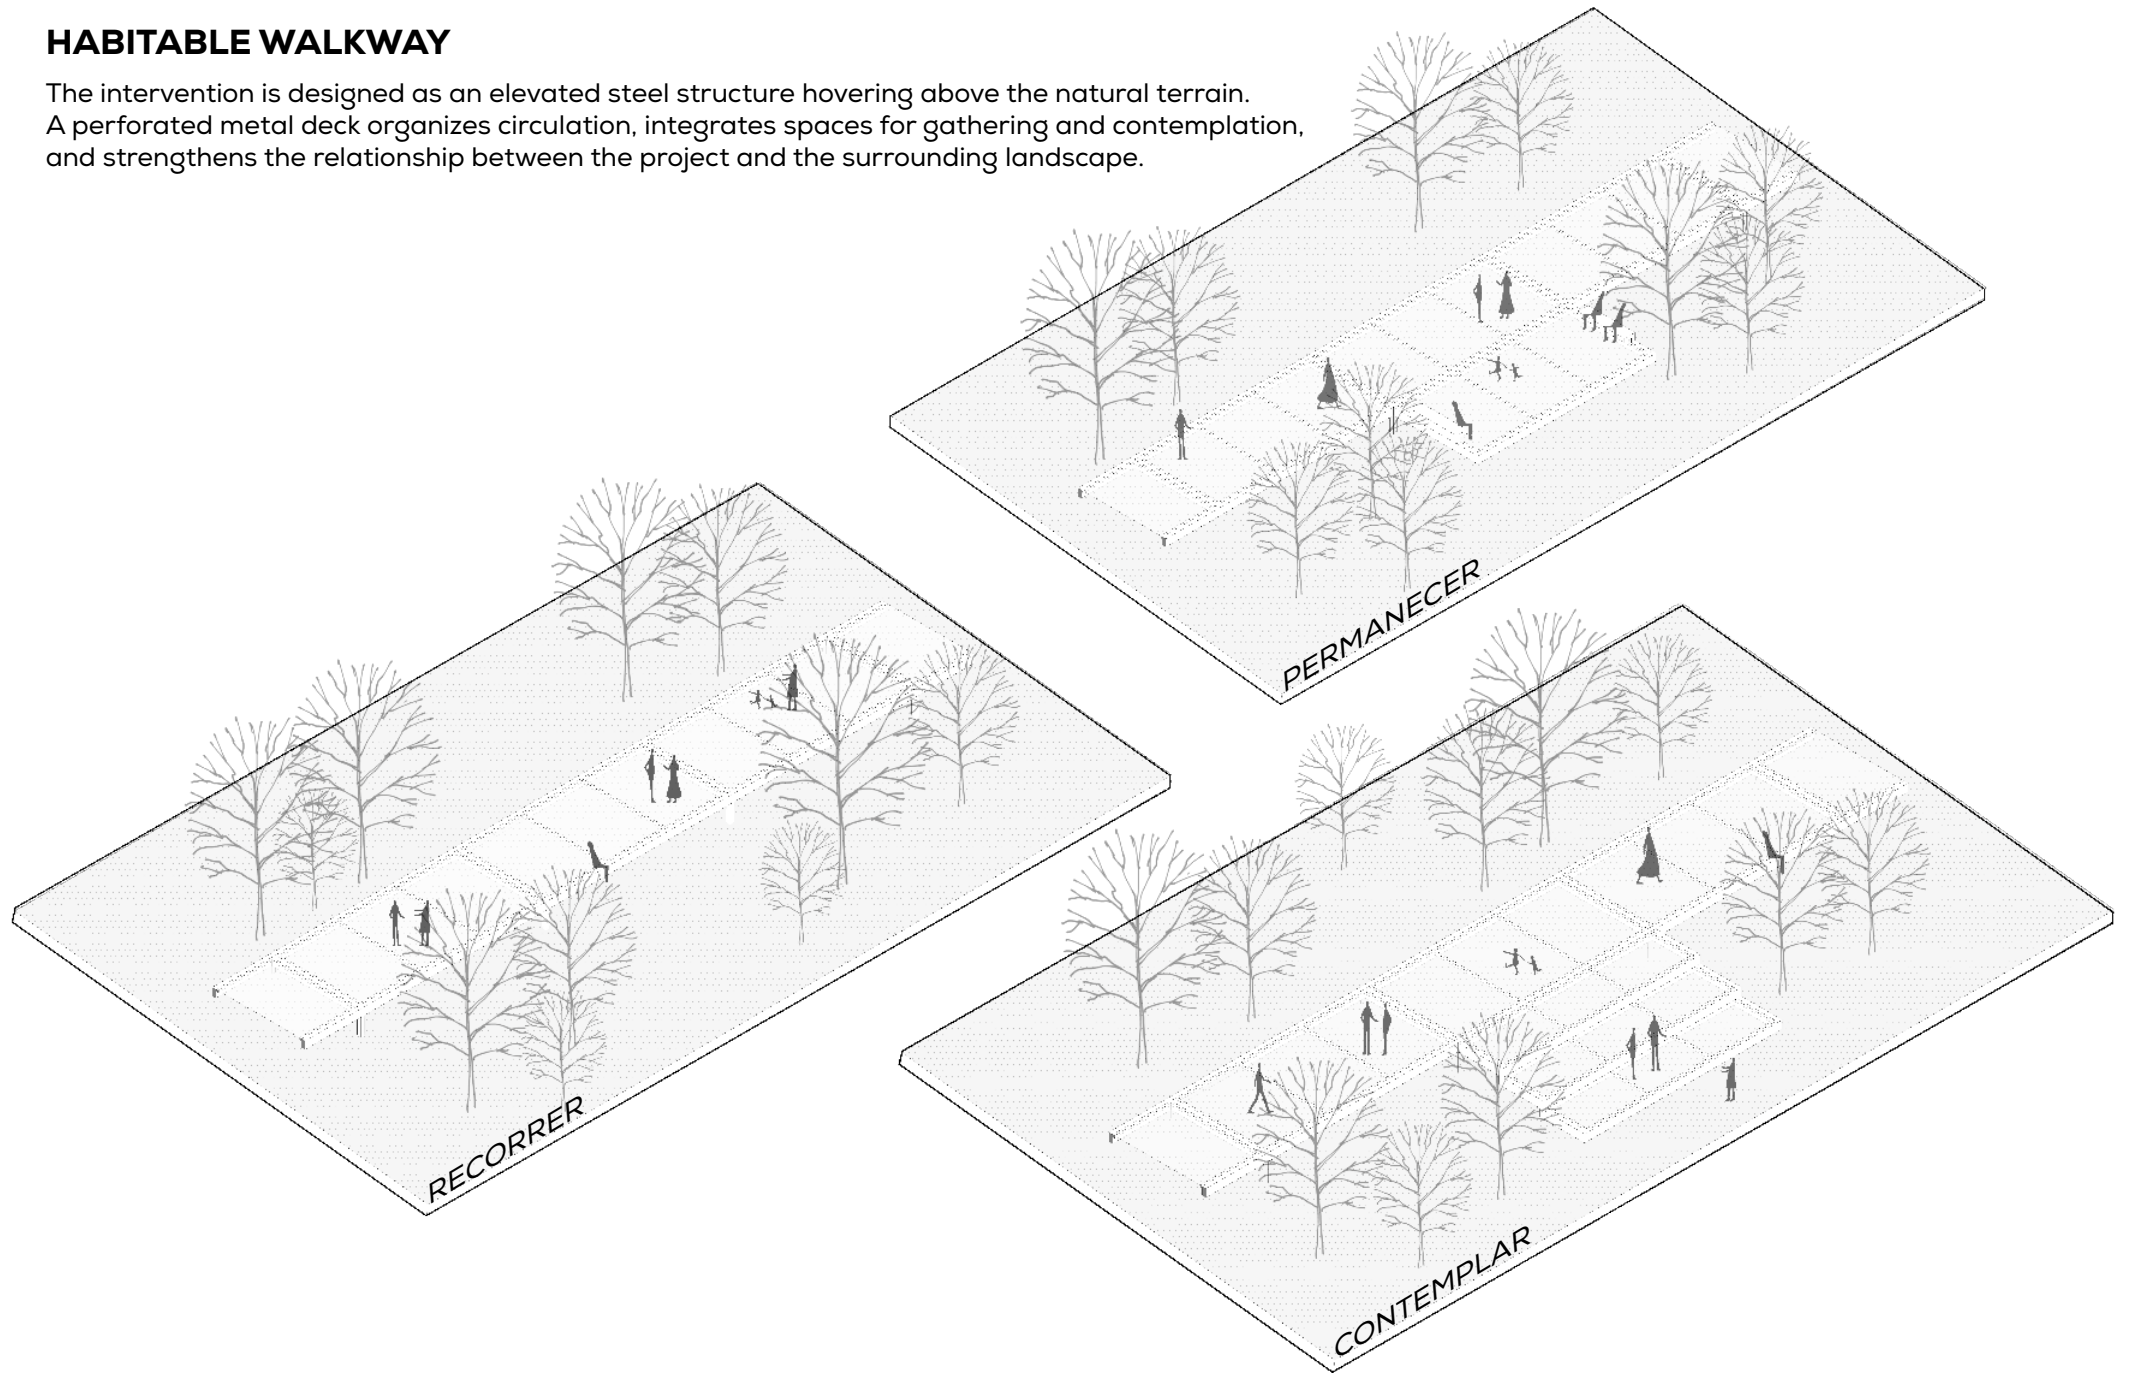 HABITABLE WALKWAY
The intervention is designed as an elevated steel structure hovering above the natural terrain.
A perforated metal deck organizes circulation, integrates spaces for gathering and contemplation,
and strengthens the relationship between the project and the surrounding landscape.
PERMANECER
RECORRER
CONTEMPLAR